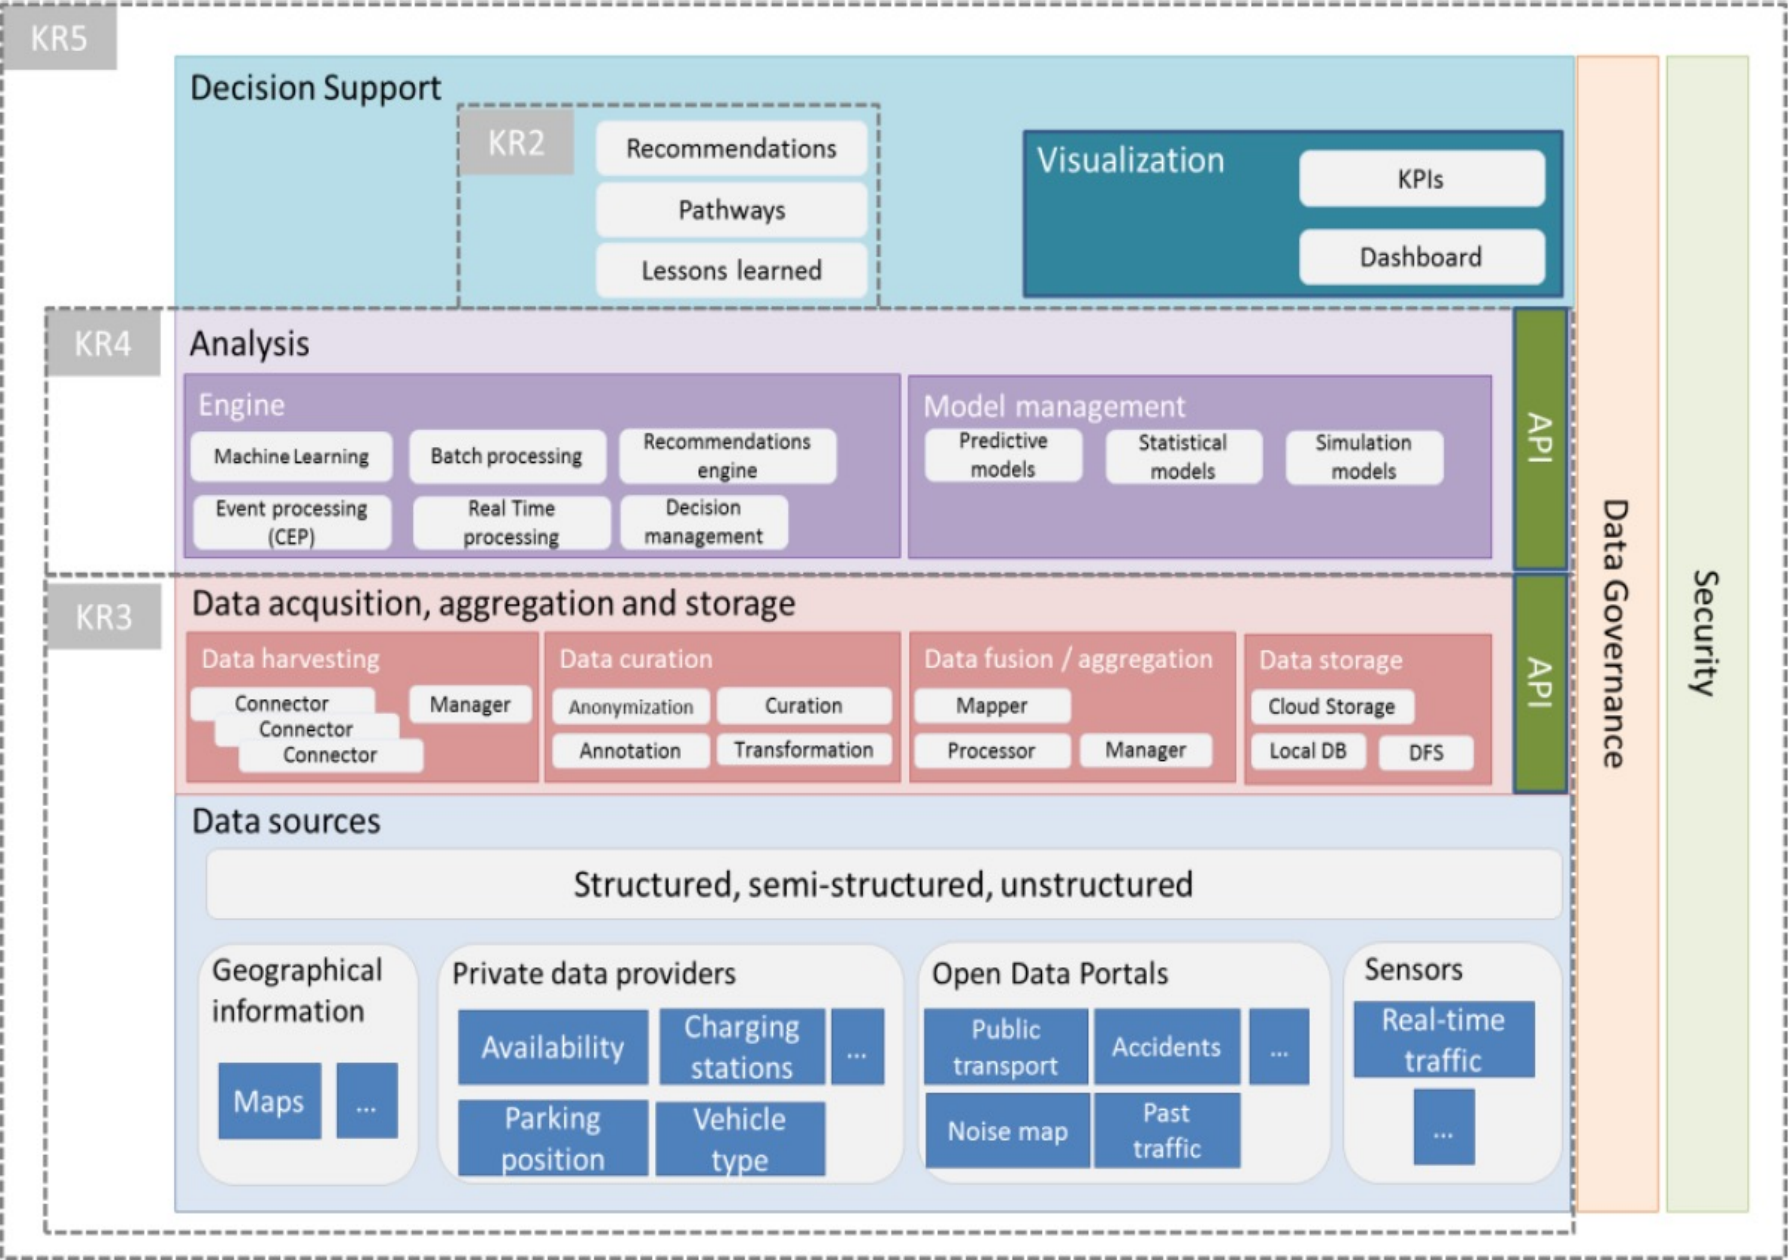 KR5
Decision Support
KR2
Recommendations
Pathways
Lessons learned
Visualization
KPIs
Dashboard
KR4
Analysis
Engine
Machine Learning
Batch processing
Recommendations
engine
Event processing
(CEP)
Real Time
processing
Decision
management
Model management
Predictive
models
Statistical
models
Simulation
models
API
KR3
Data acqusition, aggregation and storage
Data harvesting
Connector
Connector
Connector
Manager
Data curation
Anonymization
Curation
Annotation
Transformation
Data fusion / aggregation
Mapper
Processor
Manager
Data storage
Cloud Storage
Local DB
DFS
API
Data sources
Structured, semi-structured, unstructured
Geographical
information
Maps
...
Private data providers
Availability
Charging
stations
...
Parking
position
Vehicle
type
Open Data Portals
Public
transport
Accidents
...
Noise map
Past
traffic
Sensors
Real-time
traffic
...
Data Governance
Security